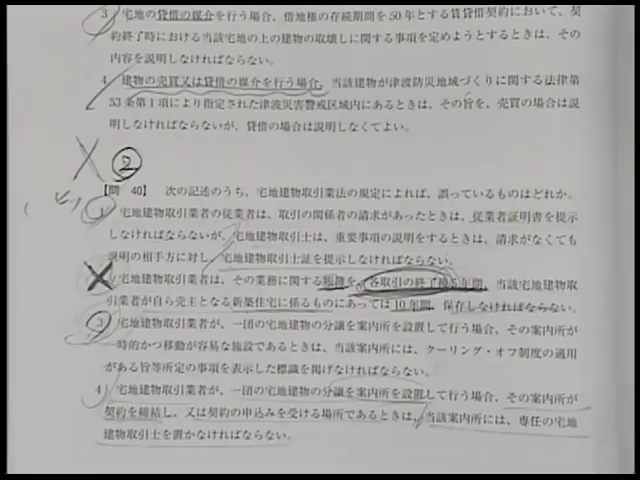 3 宅地の貸借の媒介を行う場合、借地権の存続期間を50年とする賃貸借契約において、契
約終了時における当該宅地の上の建物の取壊しに関する事項を定めようとするときは、その
内容を説明しなければならない。
4 建物の売買又は貸借の媒介を行う場合、当該建物が津波防災地域づくりに関する法律第
53条第1項により指定された津波災害警戒区域内にあるときは、その旨を、売買の場合は説
明しなければならないが、貸借の場合は説明しなくてよい。
X ②
【問 40】 次の記述のうち、宅地建物取引業法の規定によれば、誤っているものはどれか。
1 宅地建物取引業者の従業者は、取引の関係者の請求があったときは、従業者証明書を提示
しなければならないが、宅地建物取引士は、重要事項の説明をするときは、請求がなくても
説明の相手方に対し、宅地建物取引士証を提示しなければならない。
宅地建物取引業者は、その業務に関する帳簿を、各取引の終了後5年間、当該宅地建物取
引業者が自ら売主となる新築住宅に係るものにあっては10年間、保存しなければならない。
3 宅地建物取引業者が、一団の宅地建物の分譲を案内所を設置して行う場合、その案内所が
一時的かつ移動が容易な施設であるときは、当該案内所には、クーリング・オフ制度の適用
がある旨等所定の事項を表示した標識を掲げなければならない。
4 宅地建物取引業者が、一団の宅地建物の分譲を案内所を設置して行う場合、その案内所が
契約を締結し、又は契約の申込みを受ける場所であるときは、当該案内所には、専任の宅地
建物取引士を置かなければならない。